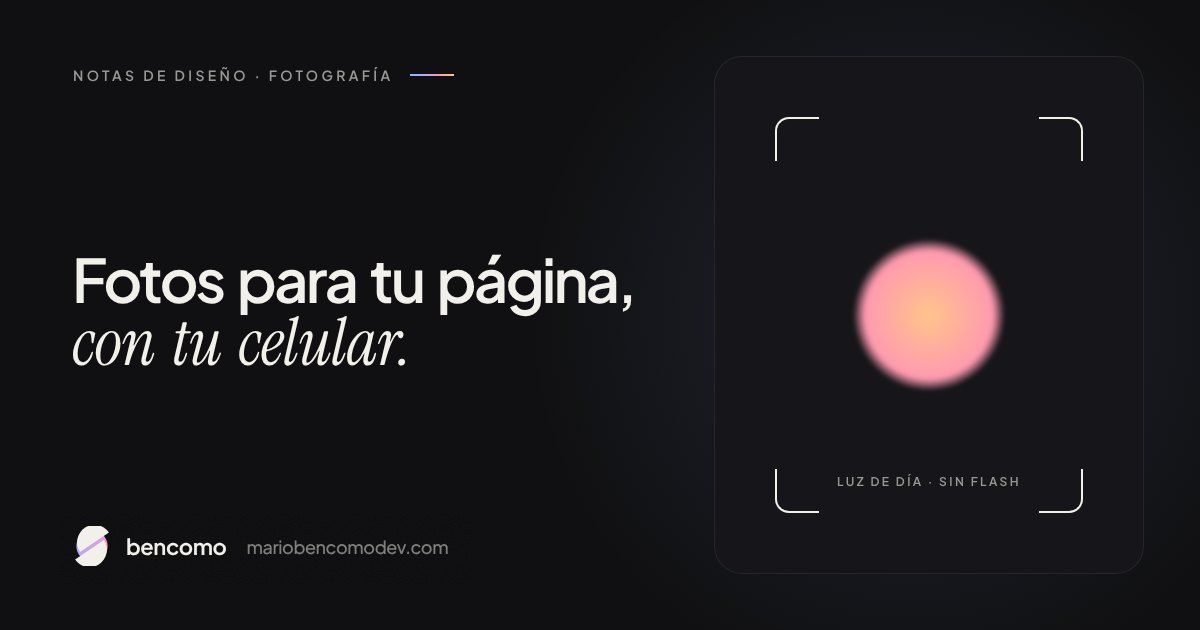 NOTAS DE DISEÑO · FOTOGRAFÍA
Fotos para tu página,
con tu celular.
LUZ DE DÍA · SIN FLASH
bencomo mariobencomodev.com